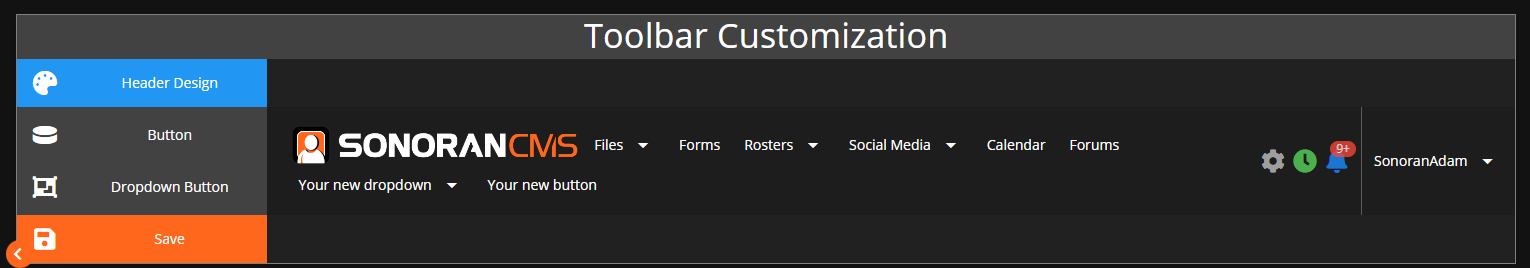 Toolbar Customization
Header Design
Button
Dropdown Button
Save
SONORANCMS Files Forms Rosters Social Media Calendar Forums
Your new dropdown Your new button
9+
SonoranAdam